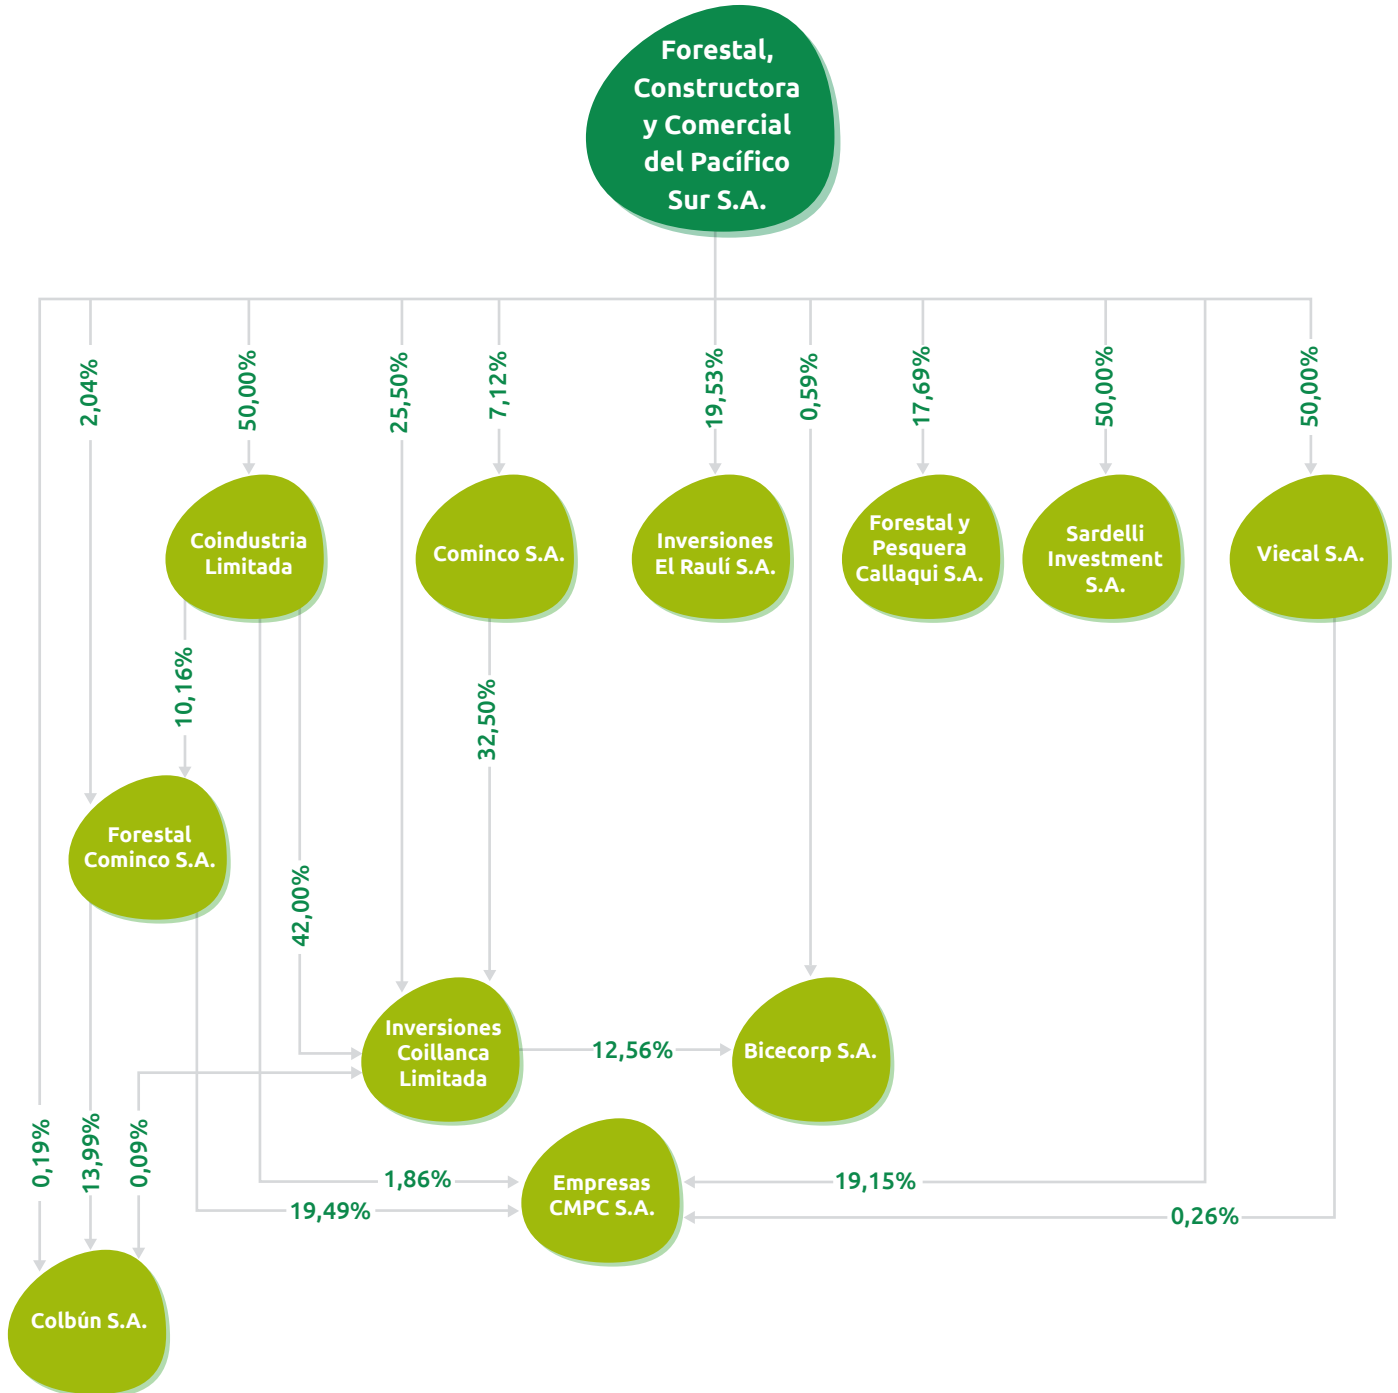 Forestal,
Constructora
y Comercial
del Pacífico
Sur S.A.
2,04%
50,00%
25,50%
7,12%
19,53%
0,59%
17,69%
50,00%
50,00%
Coindustria
Limitada
Cominco S.A.
Inversiones
El Raulí S.A.
Forestal y
Pesquera
Callaqui S.A.
Sardelli
Investment
S.A.
Viecal S.A.
10,16%
32,50%
Forestal
Cominco S.A.
42,00%
Inversiones
Coillanca
Limitada
12,56%
Bicecorp S.A.
0,19%
13,99%
0,09%
1,86%
19,49%
Empresas
CMPC S.A.
19,15%
0,26%
Colbún S.A.